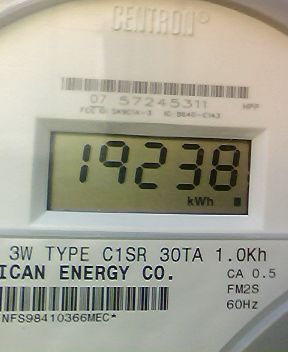 CENTRON®
07 57245311
19238
kWh
3W TYPE C1SR 30TA 1.0Kh
ICAN ENERGY CO. CA 0.5
FM2S
60Hz
NFS98410366MEC*